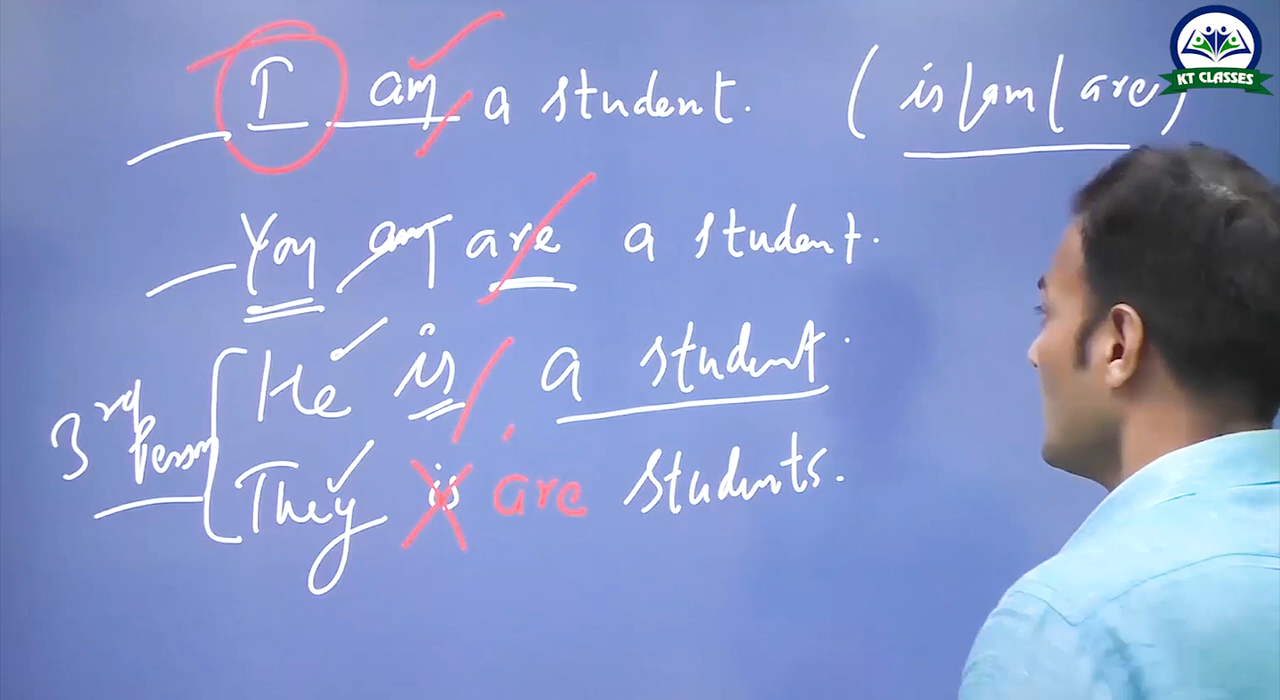 I am a student. (is/am/are)
KT CLASSES
You am are a student.
He is a student.
3rd Person
They is are students.